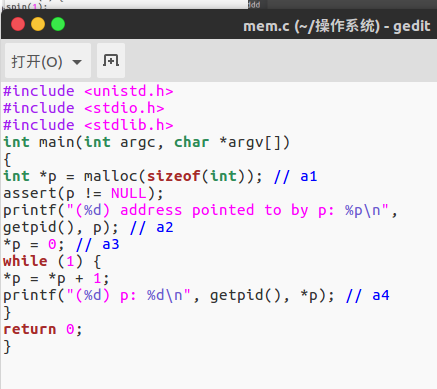 spin(1);
ddd
mem.c (~/操作系统) - gedit
打开(O)
#include <unistd.h>
#include <stdio.h>
#include <stdlib.h>
int main(int argc, char *argv[])
{
int *p = malloc(sizeof(int)); // a1
assert(p != NULL);
printf("(%d) address pointed to by p: %p\n",
getpid(), p); // a2
*p = 0; // a3
while (1) {
*p = *p + 1;
printf("(%d) p: %d\n", getpid(), *p); // a4
}
return 0;
}